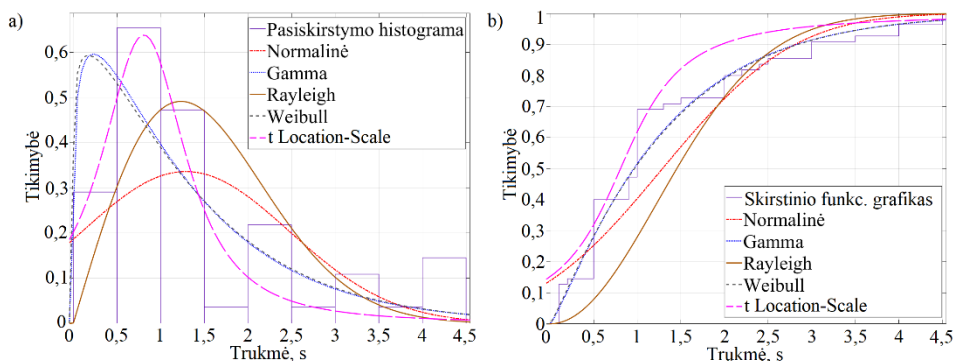 a)
Tikimybė
0,6
0,5
0,4
0,3
0,2
0,1
0
0 0,5 1 1,5 2 2,5 3 3,5 4 4,5
Trukmė, s
Pasiskirstymo histograma
Normalinė
Gamma
Rayleigh
Weibull
t Location-Scale
b)
Tikimybė
1
0,9
0,8
0,7
0,6
0,5
0,4
0,3
0,2
0,1
0
0 0,5 1 1,5 2 2,5 3 3,5 4 4,5
Trukmė, s
Skirstinio funkc. grafikas
Normalinė
Gamma
Rayleigh
Weibull
t Location-Scale